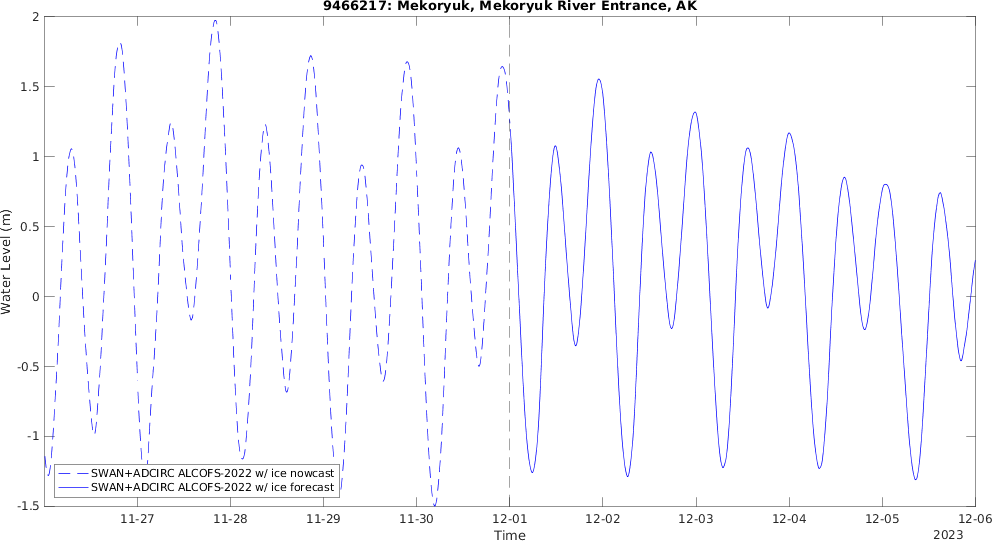 9466217: Mekoryuk, Mekoryuk River Entrance, AK
2
1.5
1
0.5
0
-0.5
-1
-1.5
Water Level (m)
SWAN+ADCIRC ALCOFS-2022 w/ ice nowcast
SWAN+ADCIRC ALCOFS-2022 w/ ice forecast
11-27 11-28 11-29 11-30 12-01 12-02 12-03 12-04 12-05 12-06
Time
2023